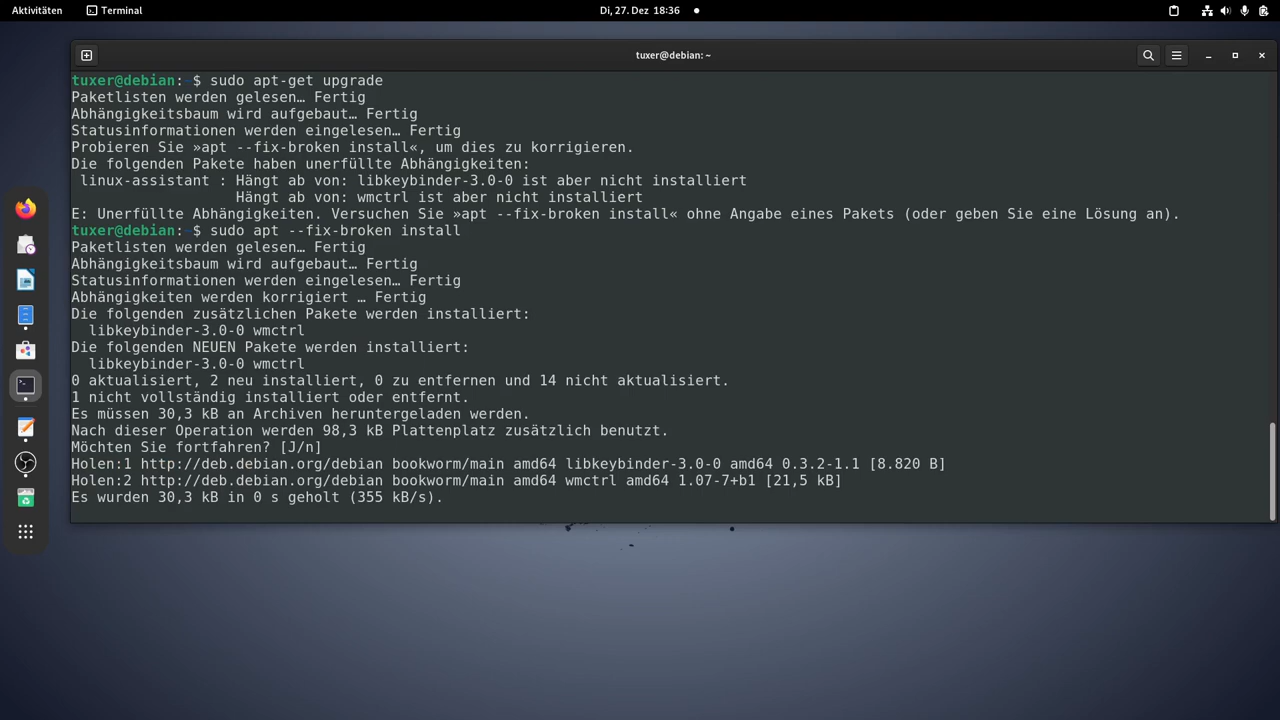 Aktivitäten
Terminal
Di, 27. Dez 18:36
tuxer@debian: ~
tuxer@debian:~$ sudo apt-get upgrade
Paketlisten werden gelesen… Fertig
Abhängigkeitsbaum wird aufgebaut… Fertig
Statusinformationen werden eingelesen… Fertig
Probieren Sie »apt --fix-broken install«, um dies zu korrigieren.
Die folgenden Pakete haben unerfüllte Abhängigkeiten:
linux-assistant : Hängt ab von: libkeybinder-3.0-0 ist aber nicht installiert
Hängt ab von: wmctrl ist aber nicht installiert
E: Unerfüllte Abhängigkeiten. Versuchen Sie »apt --fix-broken install« ohne Angabe eines Pakets (oder geben Sie eine Lösung an).
tuxer@debian:~$ sudo apt --fix-broken install
Paketlisten werden gelesen… Fertig
Abhängigkeitsbaum wird aufgebaut… Fertig
Statusinformationen werden eingelesen… Fertig
Abhängigkeiten werden korrigiert … Fertig
Die folgenden zusätzlichen Pakete werden installiert:
libkeybinder-3.0-0 wmctrl
Die folgenden NEUEN Pakete werden installiert:
libkeybinder-3.0-0 wmctrl
0 aktualisiert, 2 neu installiert, 0 zu entfernen und 14 nicht aktualisiert.
1 nicht vollständig installiert oder entfernt.
Es müssen 30,3 kB an Archiven heruntergeladen werden.
Nach dieser Operation werden 98,3 kB Plattenplatz zusätzlich benutzt.
Möchten Sie fortfahren? [J/n]
Holen:1 http://deb.debian.org/debian bookworm/main amd64 libkeybinder-3.0-0 amd64 0.3.2-1.1 [8.820 B]
Holen:2 http://deb.debian.org/debian bookworm/main amd64 wmctrl amd64 1.07-7+b1 [21,5 kB]
Es wurden 30,3 kB in 0 s geholt (355 kB/s).